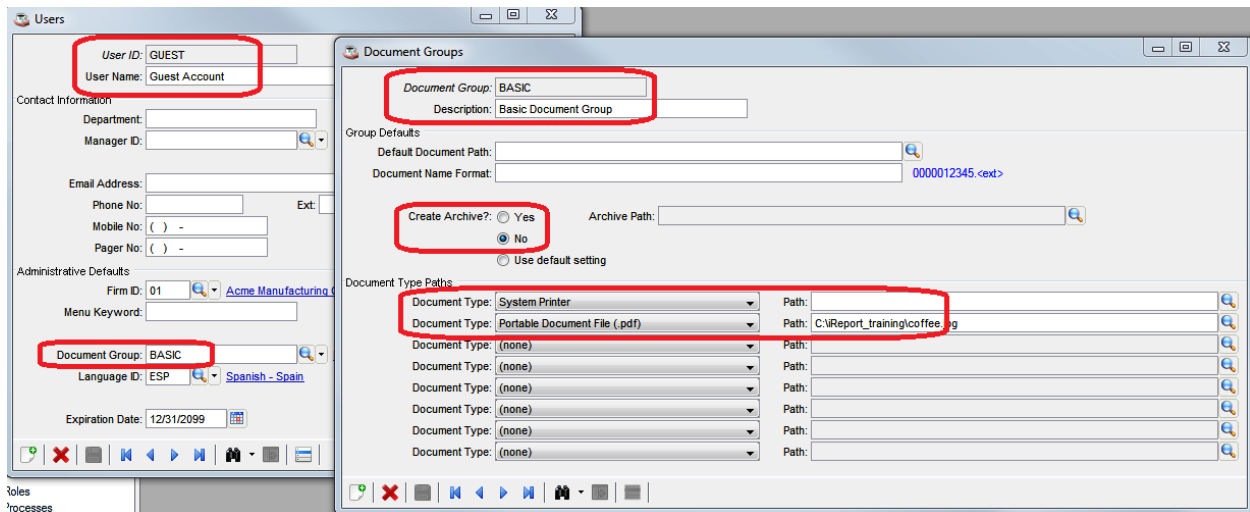 Users
User ID: GUEST
User Name: Guest Account
Contact Information
Department:
Manager ID:
Email Address:
Phone No: Ext:
Mobile No: ( ) -
Pager No: ( ) -
Administrative Defaults
Firm ID: 01 Acme Manufacturing
Menu Keyword:
Document Group: BASIC
Language ID: ESP Spanish - Spain
Expiration Date: 12/31/2099
Roles
Processes
Document Groups
Document Group: BASIC
Description: Basic Document Group
Group Defaults
Default Document Path:
Document Name Format: 0000012345.<ext>
Create Archive?: Yes Archive Path:
No
Use default setting
Document Type Paths
Document Type: System Printer Path:
Document Type: Portable Document File (.pdf) Path: C:\iReport_training\coffee.jpg
Document Type: (none) Path:
Document Type: (none) Path:
Document Type: (none) Path:
Document Type: (none) Path:
Document Type: (none) Path:
Document Type: (none) Path: